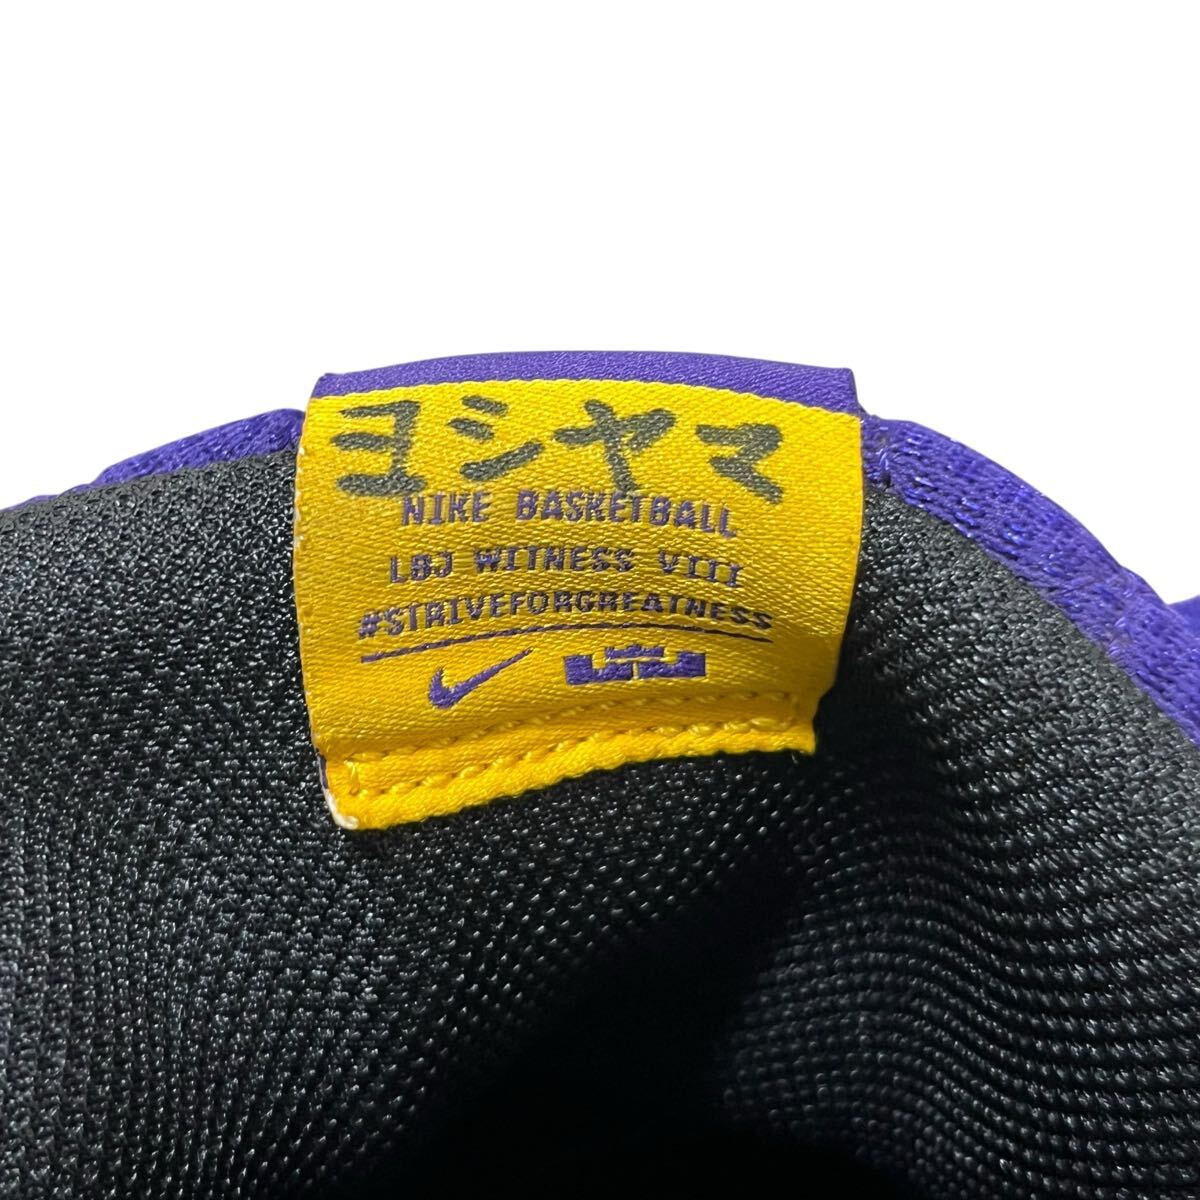 ヨシヤマ
NIKE BASKETBALL
LBJ WITNESS VIII
#STRIVEFORGREATNESS